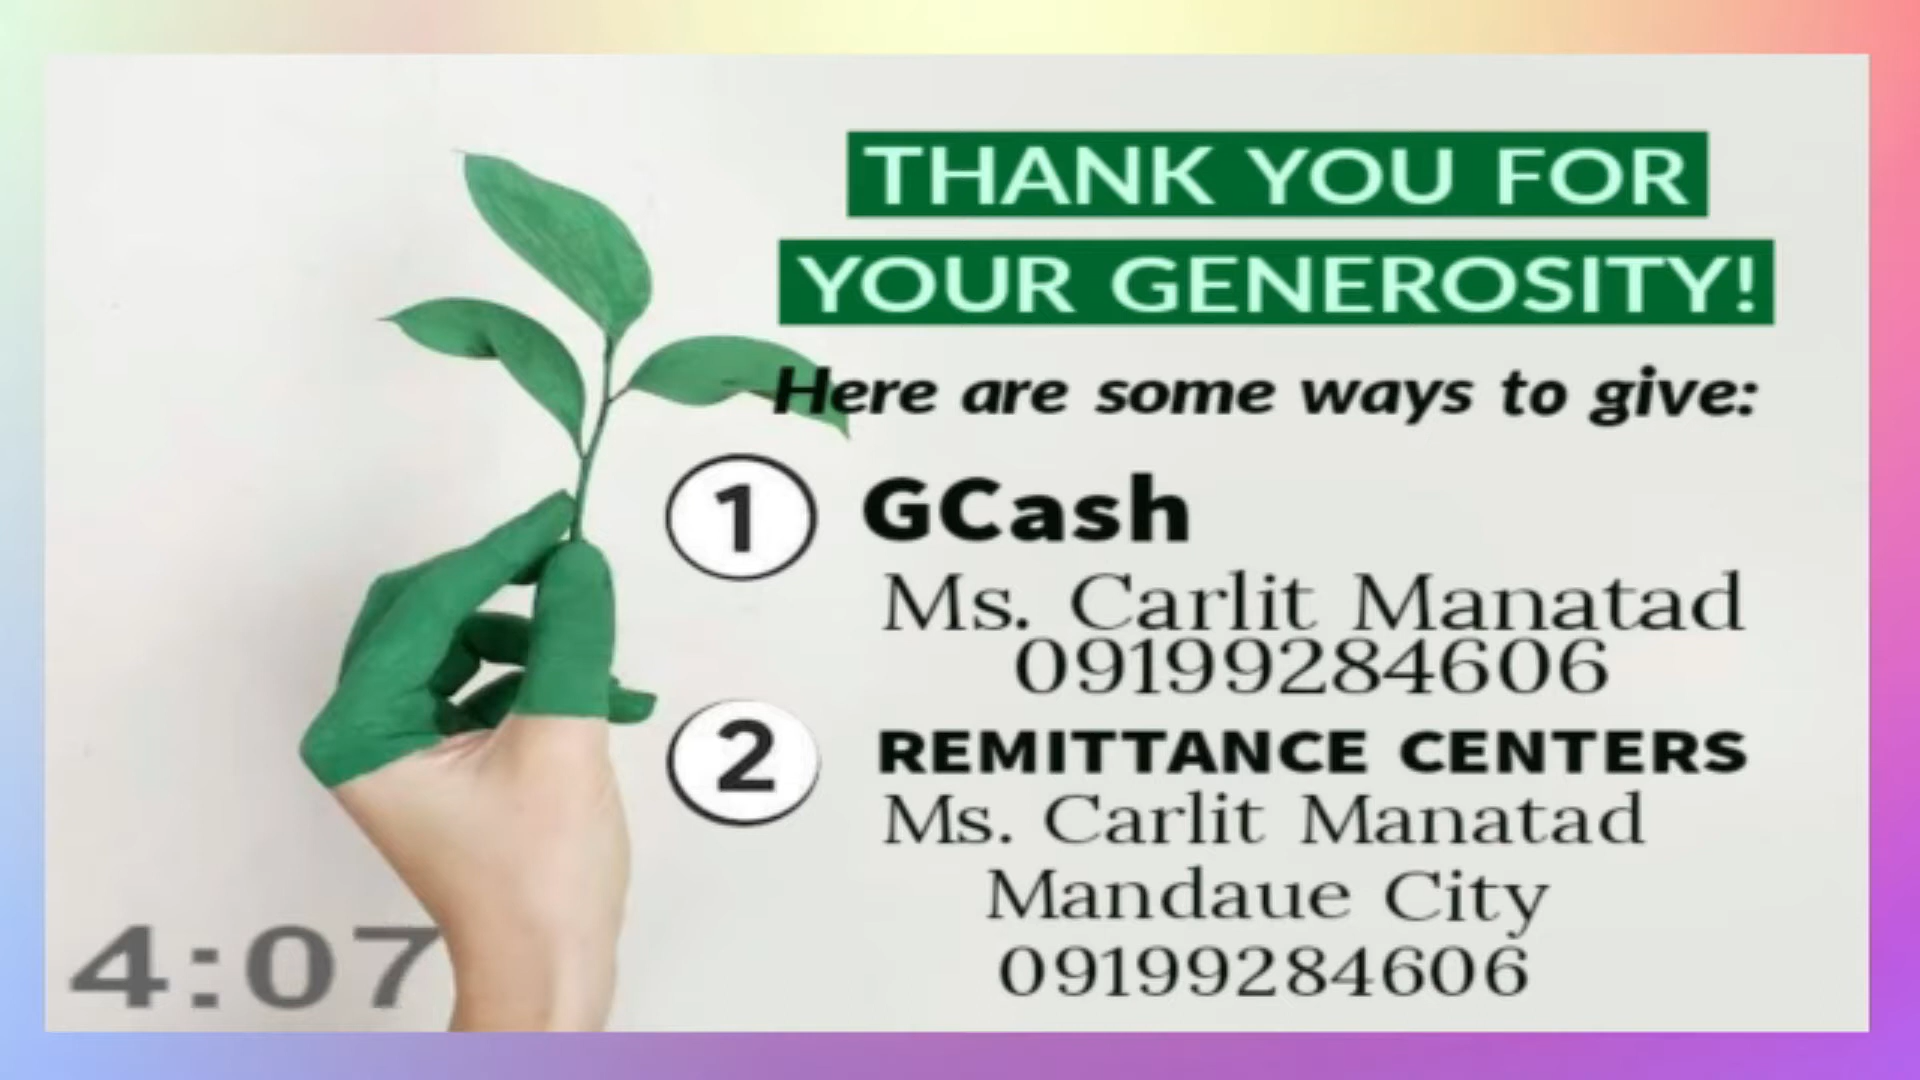 THANK YOU FOR
YOUR GENEROSITY!
Here are some ways to give:
1 GCash
Ms. Carlit Manatad
09199284606
2 REMITTANCE CENTERS
Ms. Carlit Manatad
Mandaue City
09199284606
4:07